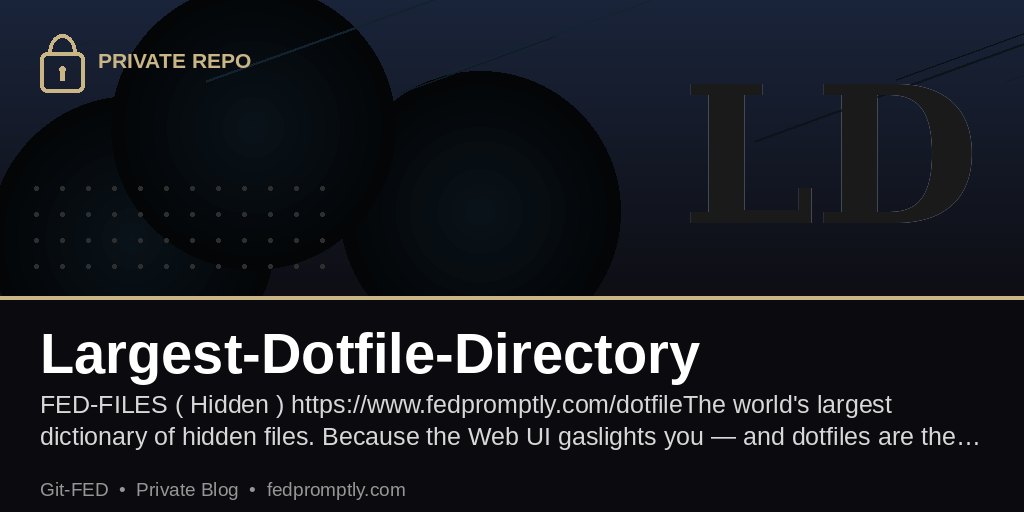 PRIVATE REPO
LD
Largest-Dotfile-Directory
FED-FILES ( Hidden ) https://www.fedpromptly.com/dotfileThe world's largest
dictionary of hidden files. Because the Web UI gaslights you — and dotfiles are the…
Git-FED • Private Blog • fedpromptly.com